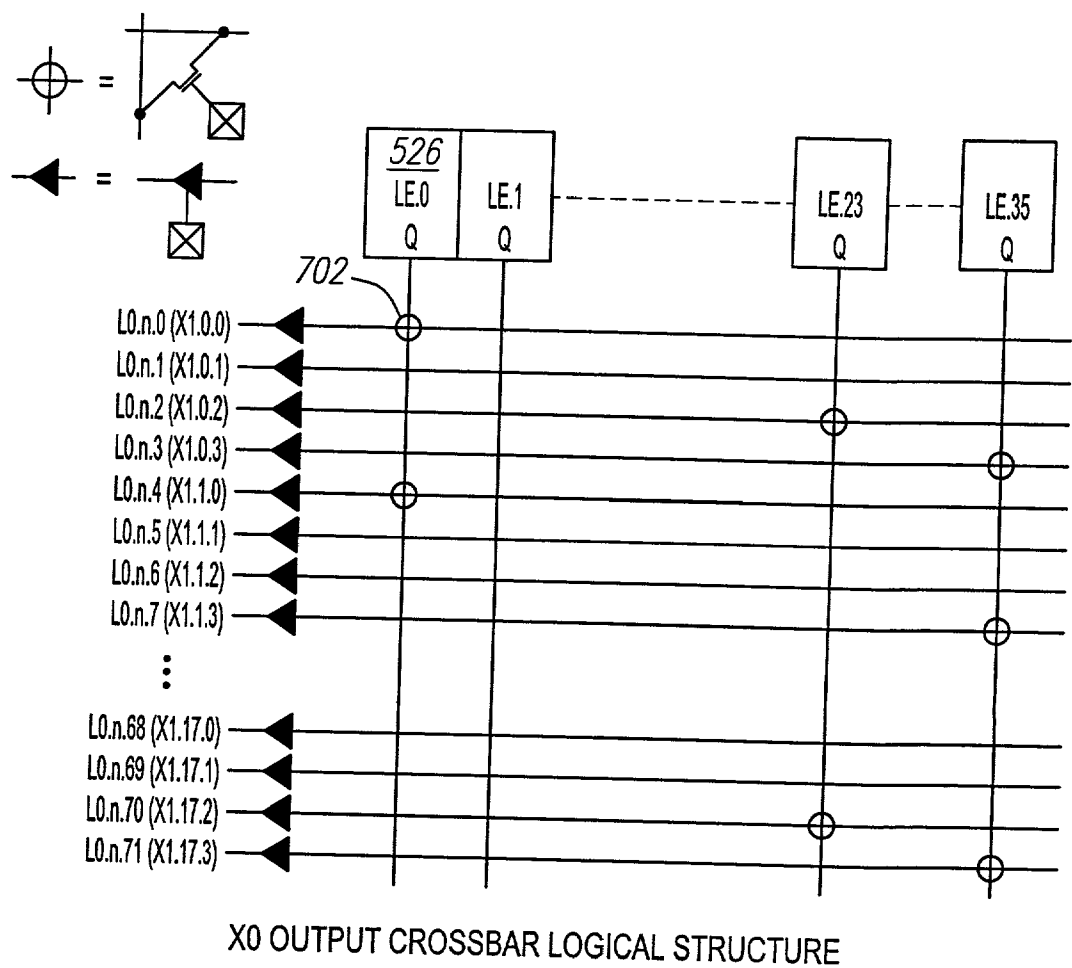 =
=
526
LE.0
Q
LE.1
Q
LE.23
Q
LE.35
Q
702
L0.n.0 (X1.0.0)
L0.n.1 (X1.0.1)
L0.n.2 (X1.0.2)
L0.n.3 (X1.0.3)
L0.n.4 (X1.1.0)
L0.n.5 (X1.1.1)
L0.n.6 (X1.1.2)
L0.n.7 (X1.1.3)
L0.n.68 (X1.17.0)
L0.n.69 (X1.17.1)
L0.n.70 (X1.17.2)
L0.n.71 (X1.17.3)
X0 OUTPUT CROSSBAR LOGICAL STRUCTURE